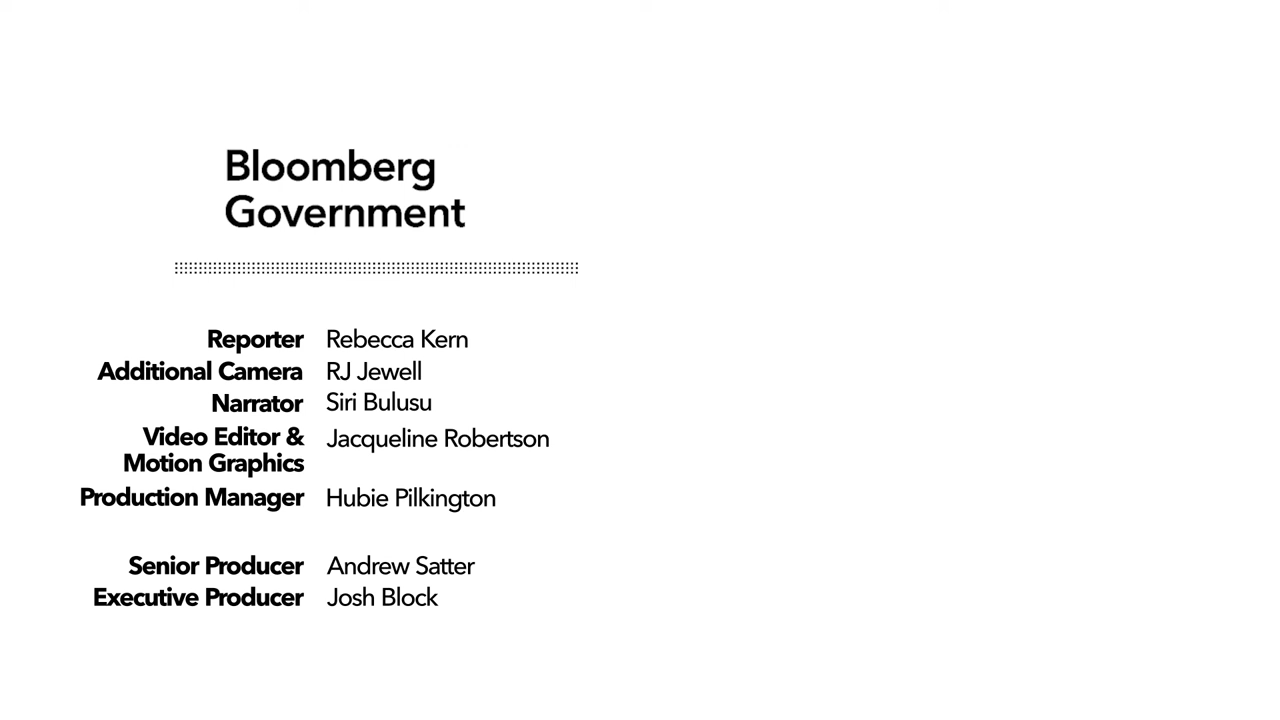 Bloomberg
Government
Reporter Rebecca Kern
Additional Camera RJ Jewell
Narrator Siri Bulusu
Video Editor & Jacqueline Robertson
Motion Graphics
Production Manager Hubie Pilkington
Senior Producer Andrew Satter
Executive Producer Josh Block